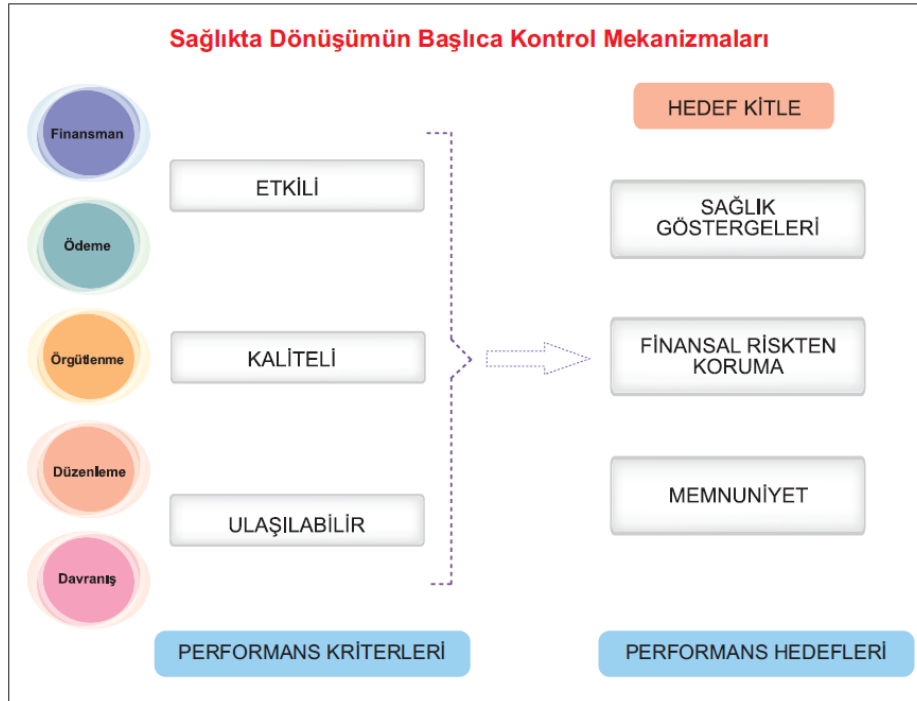 Sağlıkta Dönüşümün Başlıca Kontrol Mekanizmaları
Finansman
Ödeme
Örgütlenme
Düzenleme
Davranış
ETKİLİ
KALİTELİ
ULAŞILABİLİR
PERFORMANS KRİTERLERİ
HEDEF KİTLE
SAĞLIK
GÖSTERGELERİ
FİNANSAL RİSKTEN
KORUMA
MEMNUNİYET
PERFORMANS HEDEFLERİ